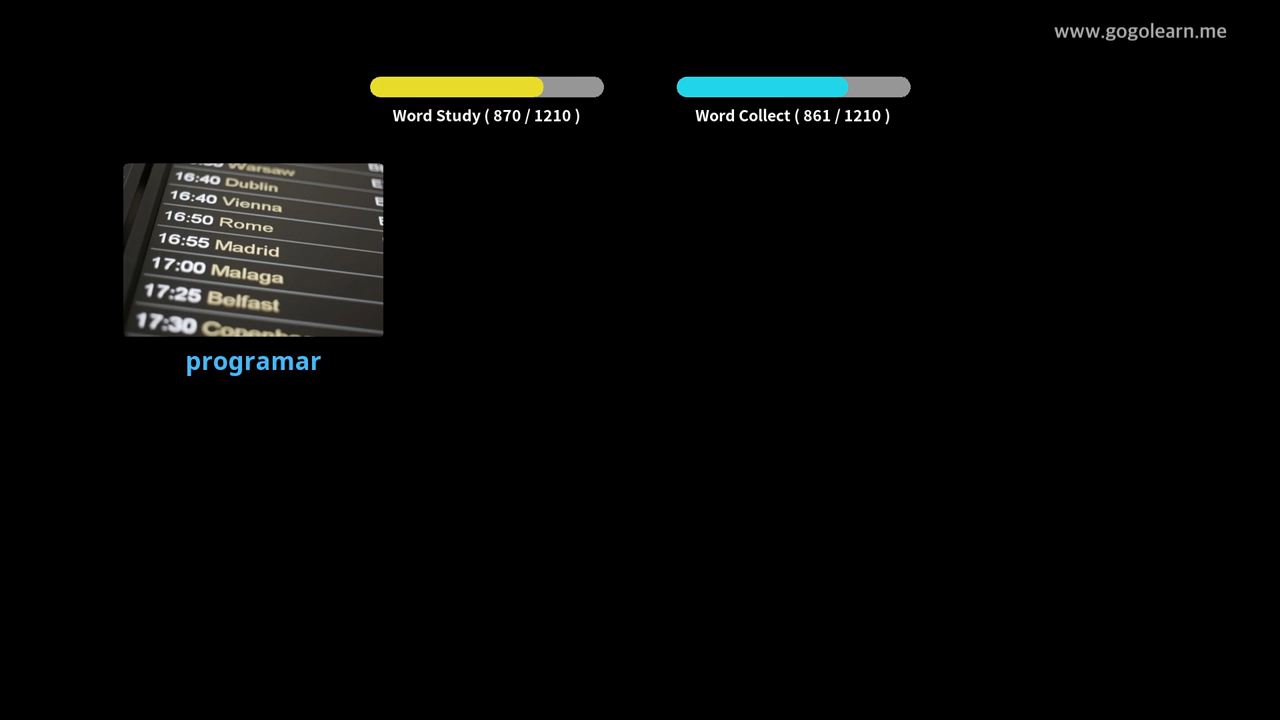 www.gogolearn.me
Word Study ( 870 / 1210 )
Word Collect ( 861 / 1210 )
Warsaw
16:40 Dublin
16:40 Vienna
16:50 Rome
16:55 Madrid
17:00 Malaga
17:25 Belfast
17:30
programar